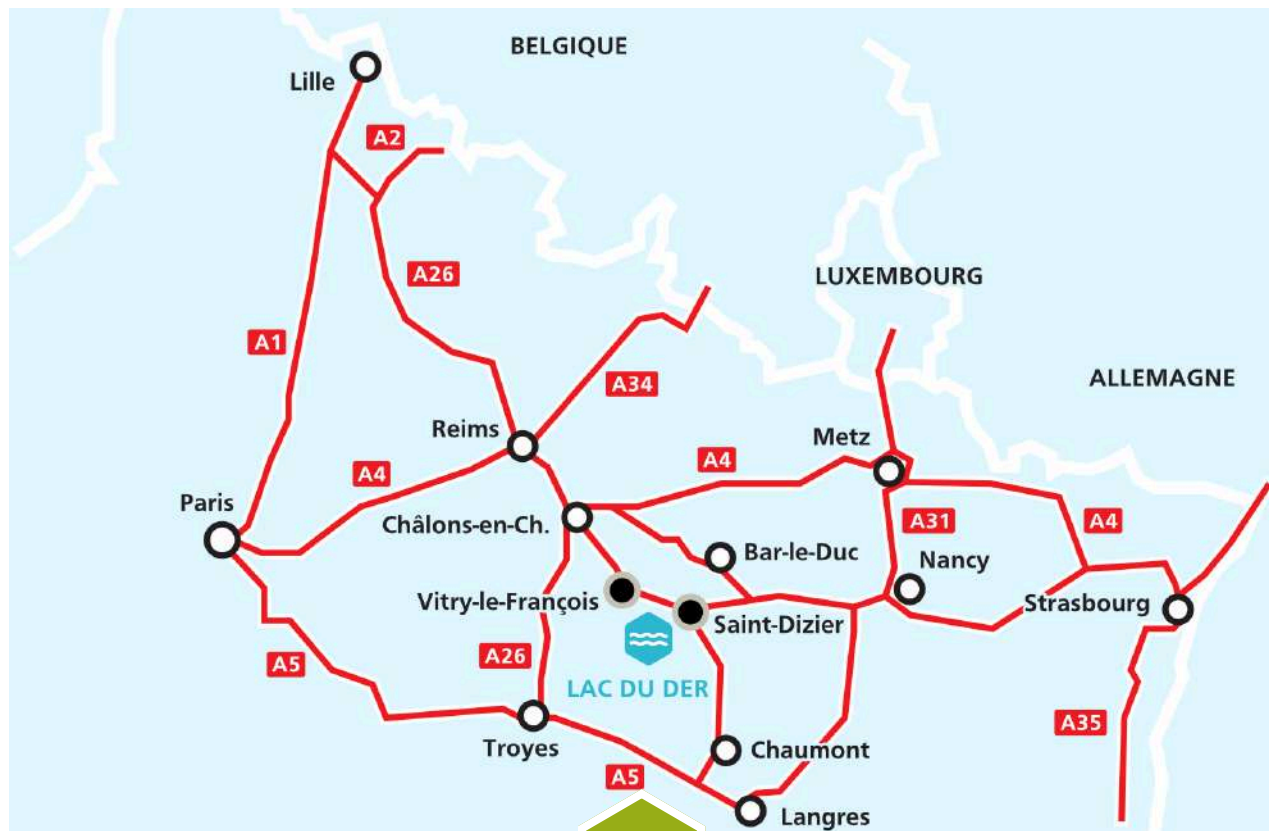 BELGIQUE
Lille
A2
A26
LUXEMBOURG
A1
A34
ALLEMAGNE
Reims
Metz
A4
A4
Paris
Châlons-en-Ch.
A31
A4
Bar-le-Duc
Nancy
Vitry-le-François
Strasbourg
Saint-Dizier
A26
A5
LAC DU DER
A35
Troyes
Chaumont
A5
Langres